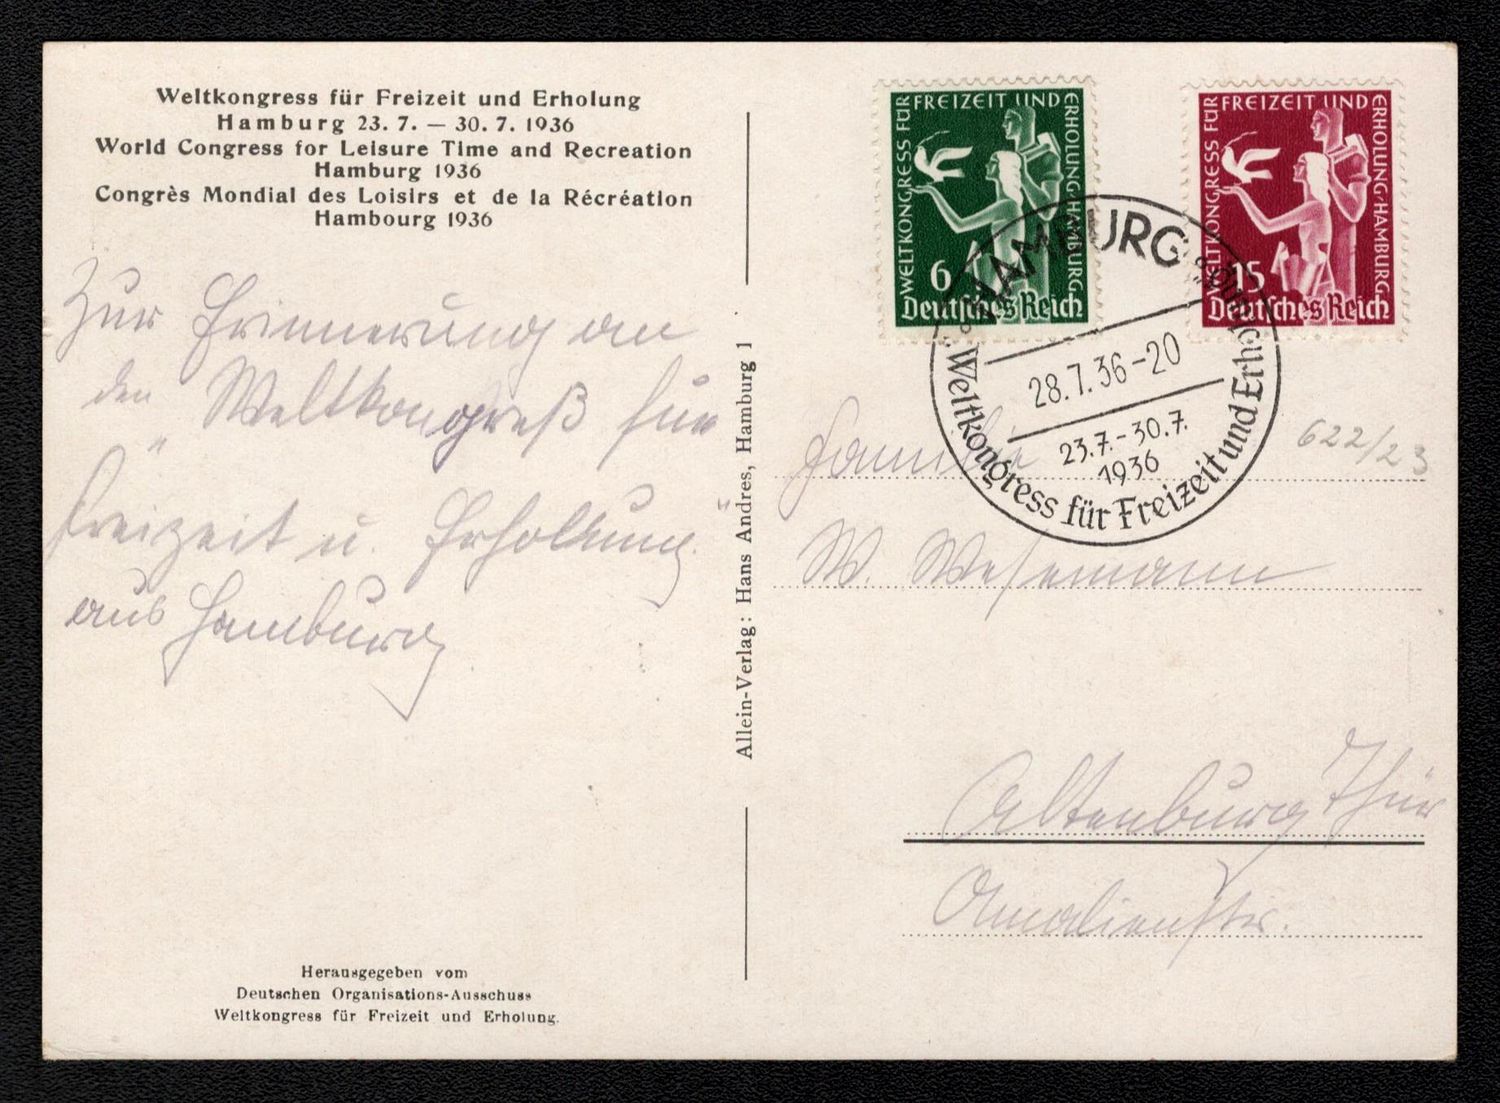 Weltkongress für Freizeit und Erholung
Hamburg 23. 7. — 30. 7. 1936
World Congress for Leisure Time and Recreation
Hamburg 1936
Congrès Mondial des Loisirs et de la Récréation
Hambourg 1936
Zur Erinnerung an
den „Weltkongreß für
Freizeit u. Erholung"
aus Hamburg
Herausgegeben vom
Deutschen Organisations-Ausschuss
Weltkongress für Freizeit und Erholung.
Allein-Verlag: Hans Andres, Hamburg 1
WELTKONGRESS FÜR FREIZEIT UND ERHOLUNG·HAMBURG
6
Deutsches Reich
WELTKONGRESS FÜR FREIZEIT UND ERHOLUNG·HAMBURG
15
Deutsches Reich
HAMBURG
28.7.36-20
23.7.-30.7.
1936
„Weltkongress für Freizeit und Erholung"
622/23
Familie
W. Wesemann
Altenburg Thür
Amalienstr.